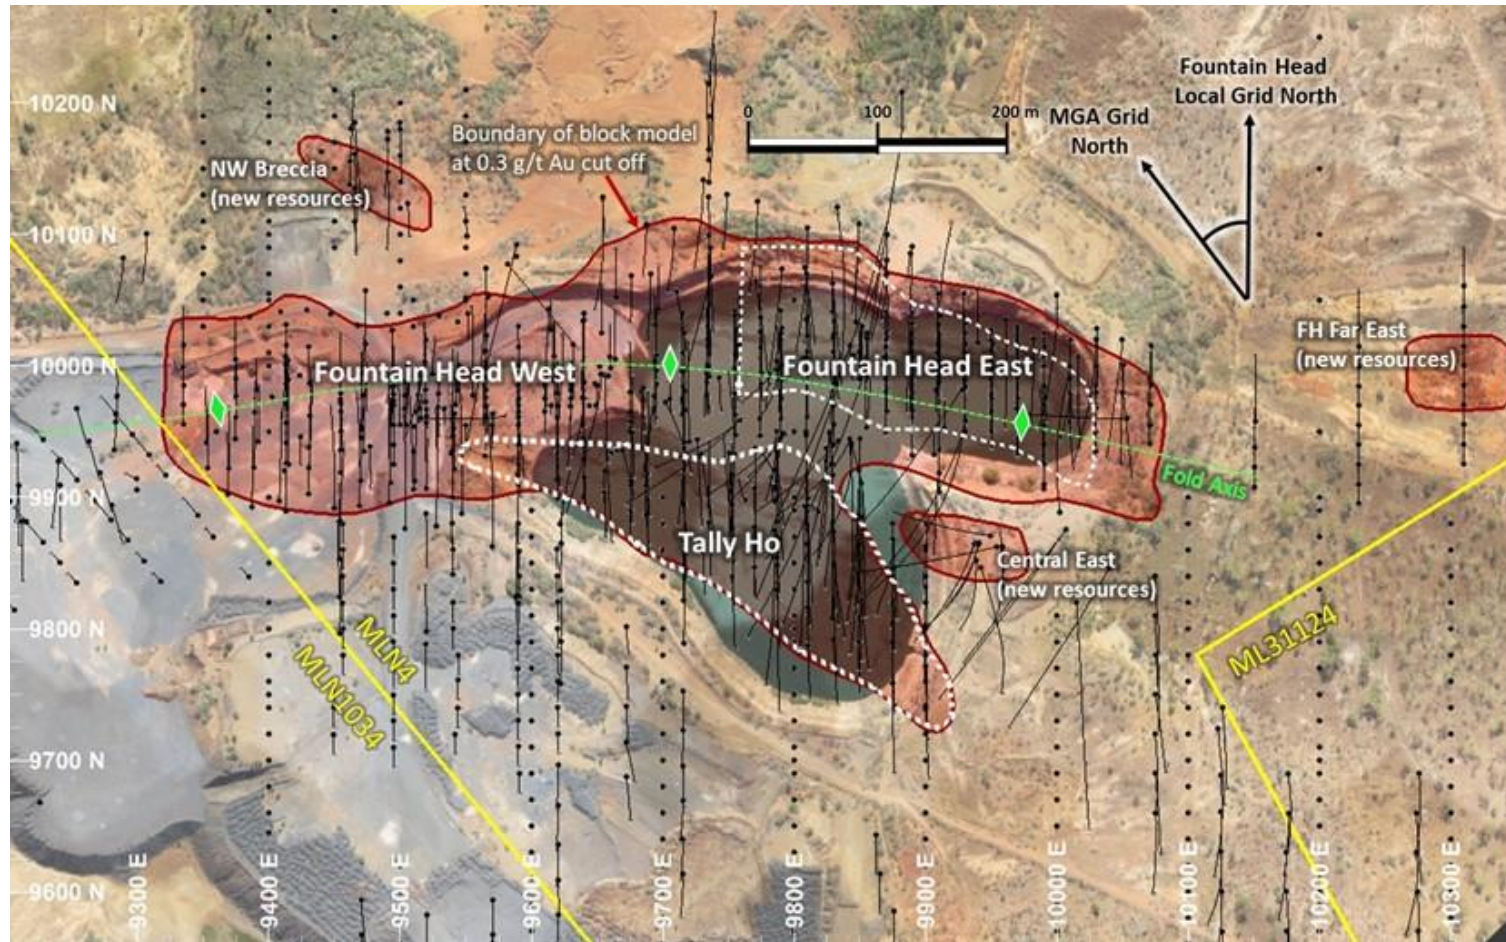 10200 N
10100 N
10000 N
9900 N
9800 N
9700 N
9600 N
Boundary of block model
at 0.3 g/t Au cut off
0
100
200 m
MGA Grid
North
Fountain Head
Local Grid North
NW Breccia
(new resources)
FH Far East
(new resources)
Fountain Head West
Fountain Head East
Fold Axis
Tally Ho
Central East
(new resources)
MLN4
MLN1034
ML31124
9300 E
9400 E
9500 E
9600 E
9700 E
9800 E
9900 E
10000 E
10100 E
10200 E
10300 E